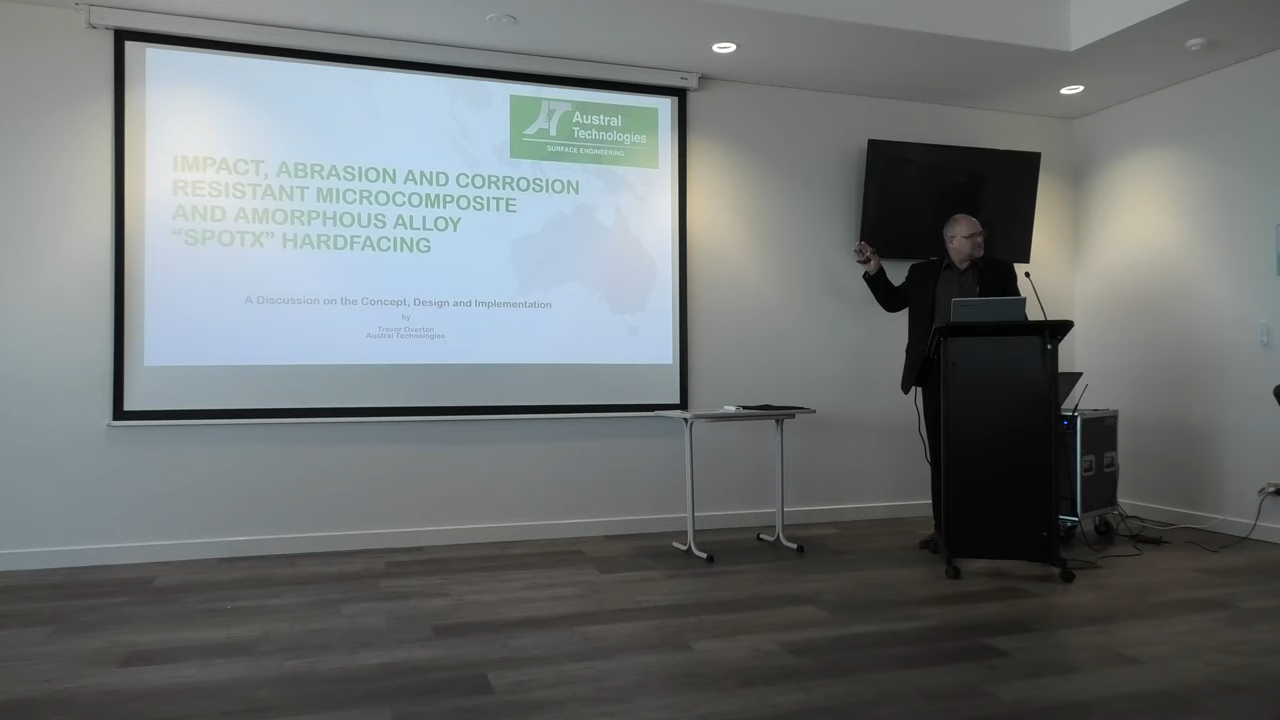 Austral
Technologies
SURFACE ENGINEERING
IMPACT, ABRASION AND CORROSION
RESISTANT MICROCOMPOSITE
AND AMORPHOUS ALLOY
“SPOTX” HARDFACING
A Discussion on the Concept, Design and Implementation
by
Trevor Overton
Austral Technologies